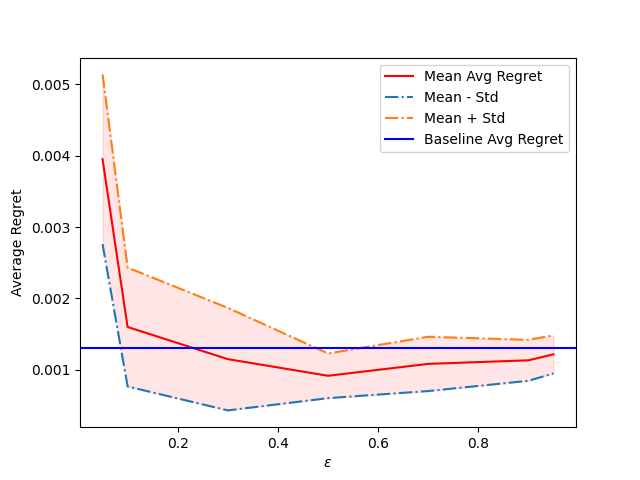 Mean Avg Regret
Mean - Std
Mean + Std
Baseline Avg Regret
0.005
0.004
0.003
0.002
0.001
Average Regret
0.2
0.4
0.6
0.8
ε